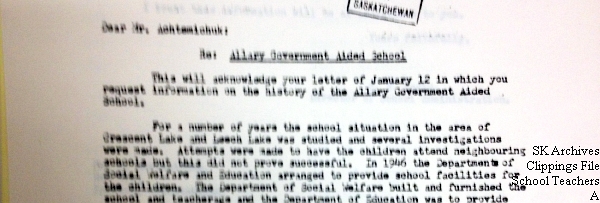 SASKATCHEWAN
Dear Mr. Achtemichuk:
Re: Allary Government Aided School
This will acknowledge your letter of January 12 in which you
request information on the history of the Allary Government Aided
School.
For a number of years the school situation in the area of
Crescent Lake and Leech Lake was studied and several investigations
were made. Attempts were made to have the children attend neighbouring
schools but this did not prove successful. In 1946 the Departments of
Social Welfare and Education arranged to provide school facilities for
the children. The Department of Social Welfare built and furnished the
school and teacherage and the Department of Education was to provide
SK Archives
Clippings File
School Teachers
A